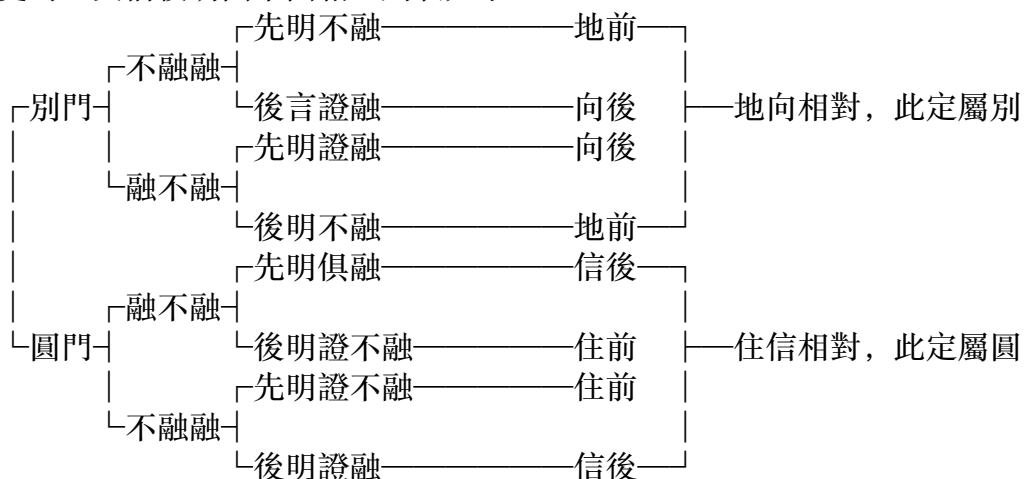 ┌先明不融──────地前──┐
┌不融融┤
┌別門┤ └後言證融──────向後 ├──地向相對，此定屬別
┌先明證融──────向後
└融不融┤
└後明不融──────地前──┘
┌先明俱融──────信後──┐
┌融不融┤
└圓門┤ └後明證不融─────住前 ├──住信相對，此定屬圓
┌先明證不融─────住前
└不融融┤
└後明證融──────信後──┘